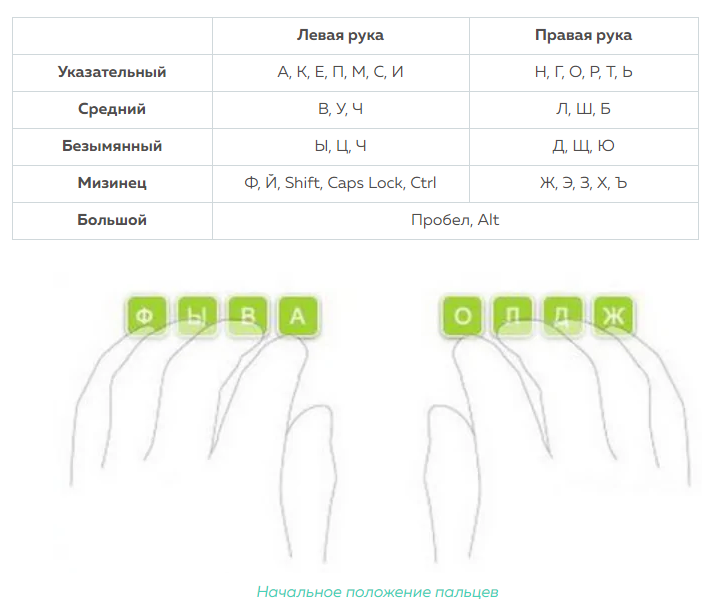 Левая рука Правая рука
Указательный А, К, Е, П, М, С, И Н, Г, О, Р, Т, Ь
Средний В, У, Ч Л, Ш, Б
Безымянный Ы, Ц, Ч Д, Щ, Ю
Мизинец Ф, Й, Shift, Caps Lock, Ctrl Ж, Э, З, Х, Ъ
Большой Пробел, Alt
Ф Ы В А О Л Д Ж
Начальное положение пальцев